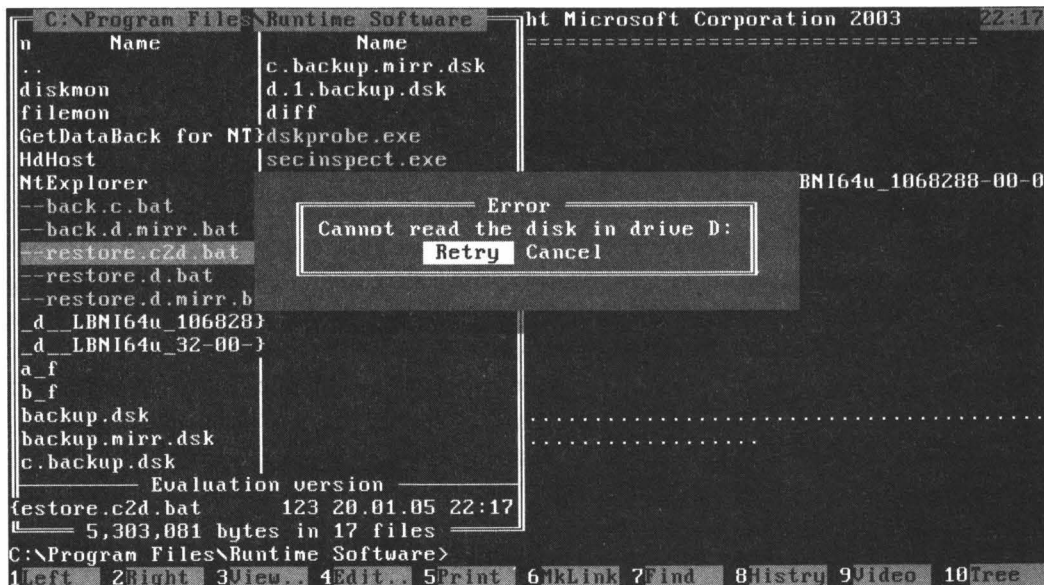 C:\Program Files\Runtime Software
ht Microsoft Corporation 2003
22:17
n Name Name
================================
..
c.backup.mirr.dsk
diskmon
d.1.backup.dsk
filemon
diff
GetDataBack for NT}
dskprobe.exe
HdHost
secinspect.exe
NtExplorer
BNI64u_1068288-00-0
--back.c.bat
--back.d.mirr.bat
--restore.c2d.bat
--restore.d.bat
--restore.d.mirr.b
_d__LBNI64u_106828}
_d__LBNI64u_32-00-}
a_f
b_f
backup.dsk
backup.mirr.dsk
c.backup.dsk
Error
Cannot read the disk in drive D:
Retry Cancel
Evaluation version
{estore.c2d.bat 123 20.01.05 22:17
5,303,081 bytes in 17 files
C:\Program Files\Runtime Software>
1Left 2Right 3View.. 4Edit.. 5Print 6MkLink 7Find 8Histry 9Video 10Tree